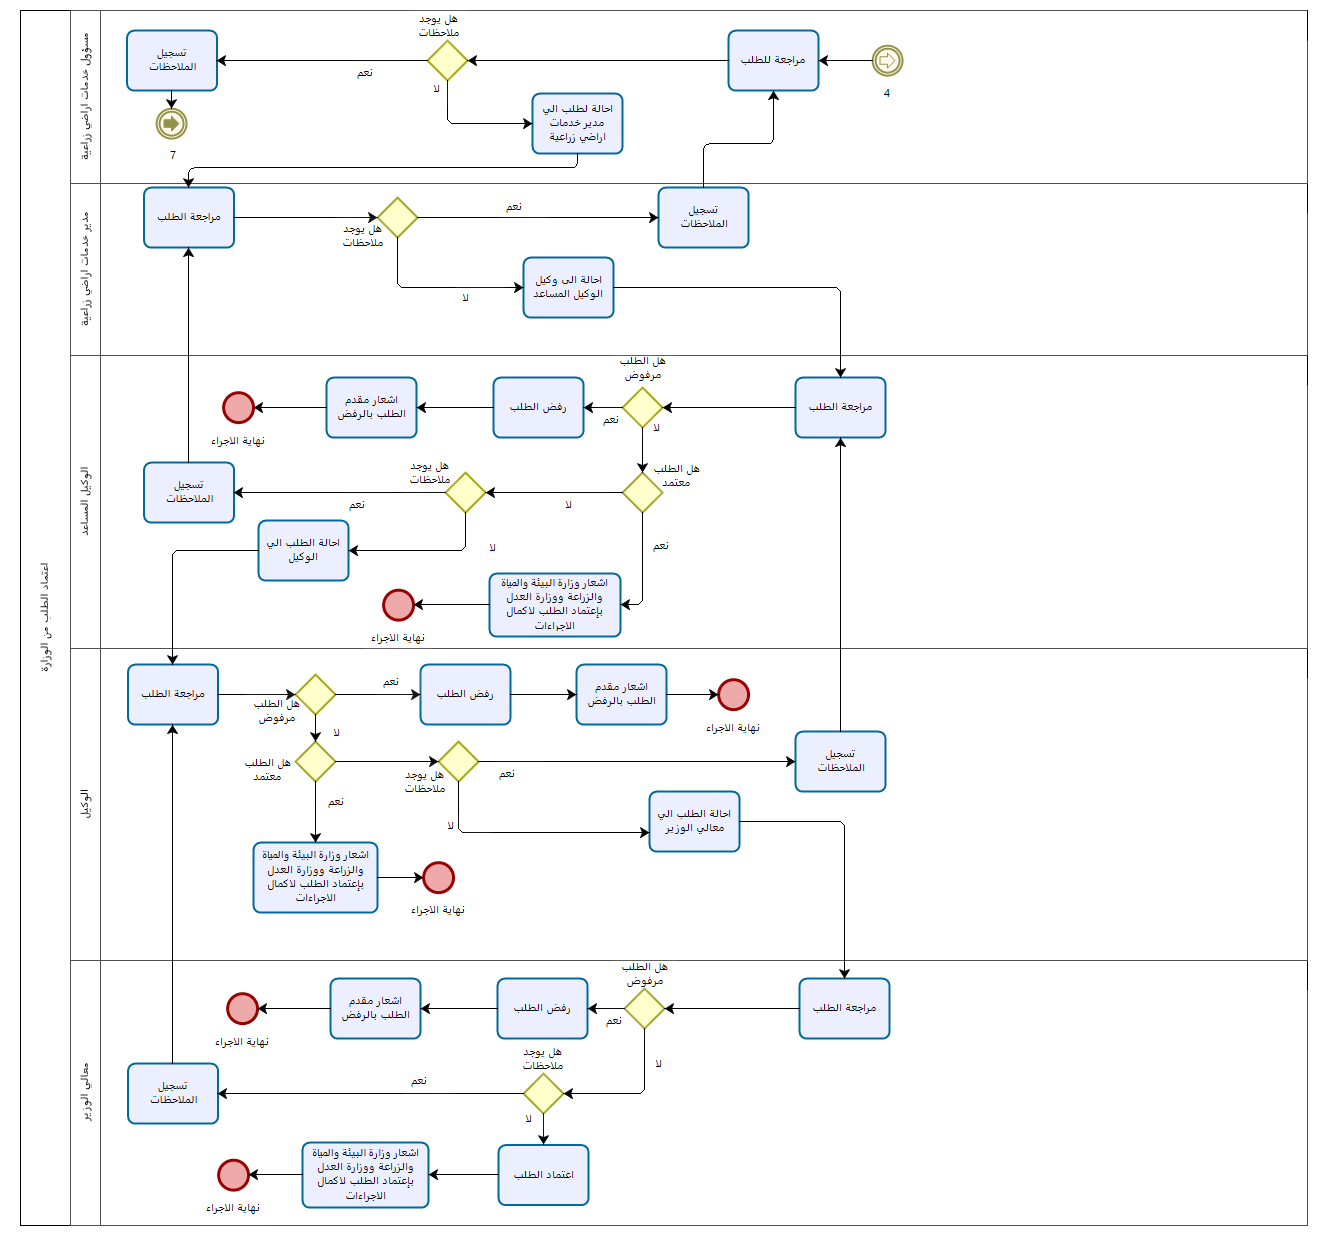 اعتماد الطلب من الوزارة
مسؤول خدمات اراضي زراعية
4
مراجعة للطلب
هل يوجد
ملاحظات
نعم
لا
تسجيل
الملاحظات
7
احالة لطلب الي
مدير خدمات
اراضي زراعية
مدير خدمات اراضي زراعية
مراجعة الطلب
هل يوجد
ملاحظات
نعم
لا
تسجيل
الملاحظات
احالة الى وكيل
الوكيل المساعد
الوكيل المساعد
مراجعة الطلب
هل الطلب
مرفوض
نعم
لا
رفض الطلب
اشعار مقدم
الطلب بالرفض
نهاية الاجراء
هل الطلب
معتمد
لا
نعم
هل يوجد
ملاحظات
نعم
لا
تسجيل
الملاحظات
احالة الطلب الي
الوكيل
اشعار وزارة البيئة والمياة
والزراعة ووزارة العدل
بإعتماد الطلب لاكمال
الاجراءات
نهاية الاجراء
الوكيل
مراجعة الطلب
هل الطلب
مرفوض
نعم
لا
رفض الطلب
اشعار مقدم
الطلب بالرفض
نهاية الاجراء
هل الطلب
معتمد
نعم
هل يوجد
ملاحظات
نعم
لا
تسجيل
الملاحظات
احالة الطلب الي
معالي الوزير
اشعار وزارة البيئة والمياة
والزراعة ووزارة العدل
بإعتماد الطلب لاكمال
الاجراءات
نهاية الاجراء
معالي الوزير
مراجعة الطلب
هل الطلب
مرفوض
نعم
لا
رفض الطلب
اشعار مقدم
الطلب بالرفض
نهاية الاجراء
هل يوجد
ملاحظات
نعم
لا
تسجيل
الملاحظات
اعتماد الطلب
اشعار وزارة البيئة والمياة
والزراعة ووزارة العدل
بإعتماد الطلب لاكمال
الاجراءات
نهاية الاجراء